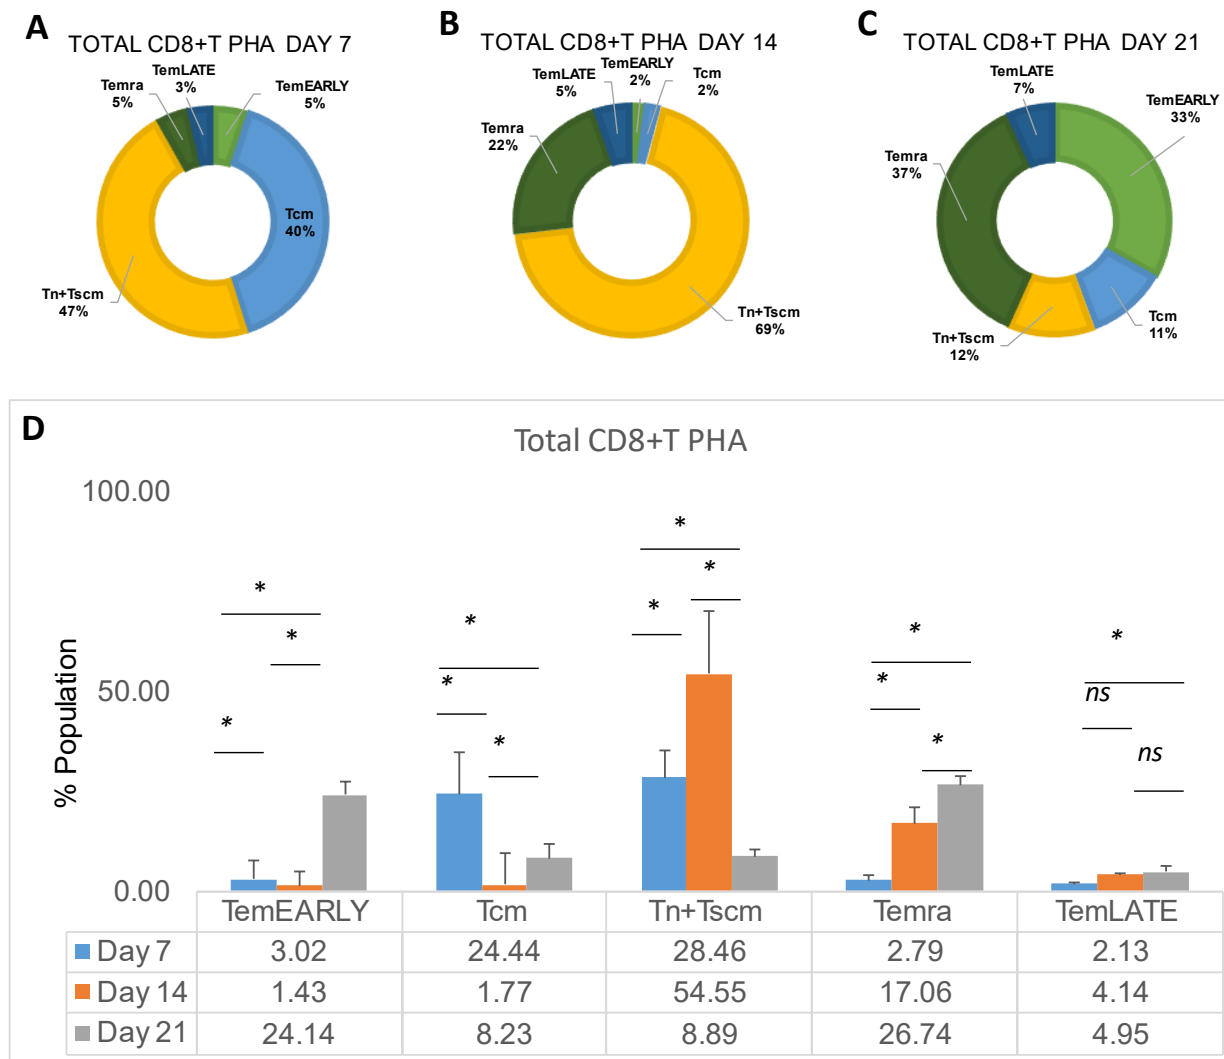 A
TOTAL CD8+T PHA DAY 7
TemLATE
3%
Temra
5%
TemEARLY
5%
Tcm
40%
Tn+Tscm
47%
B
TOTAL CD8+T PHA DAY 14
TemEARLY
2%
Tcm
2%
TemLATE
5%
Temra
22%
Tn+Tscm
69%
C
TOTAL CD8+T PHA DAY 21
TemLATE
7%
TemEARLY
33%
Temra
37%
Tcm
11%
Tn+Tscm
12%
D
Total CD8+T PHA
% Population
100.00
50.00
0.00
* * *
* * *
* * *
* * *
* ns ns
TemEARLY Tcm Tn+Tscm Temra TemLATE
Day 7 3.02 24.44 28.46 2.79 2.13
Day 14 1.43 1.77 54.55 17.06 4.14
Day 21 24.14 8.23 8.89 26.74 4.95